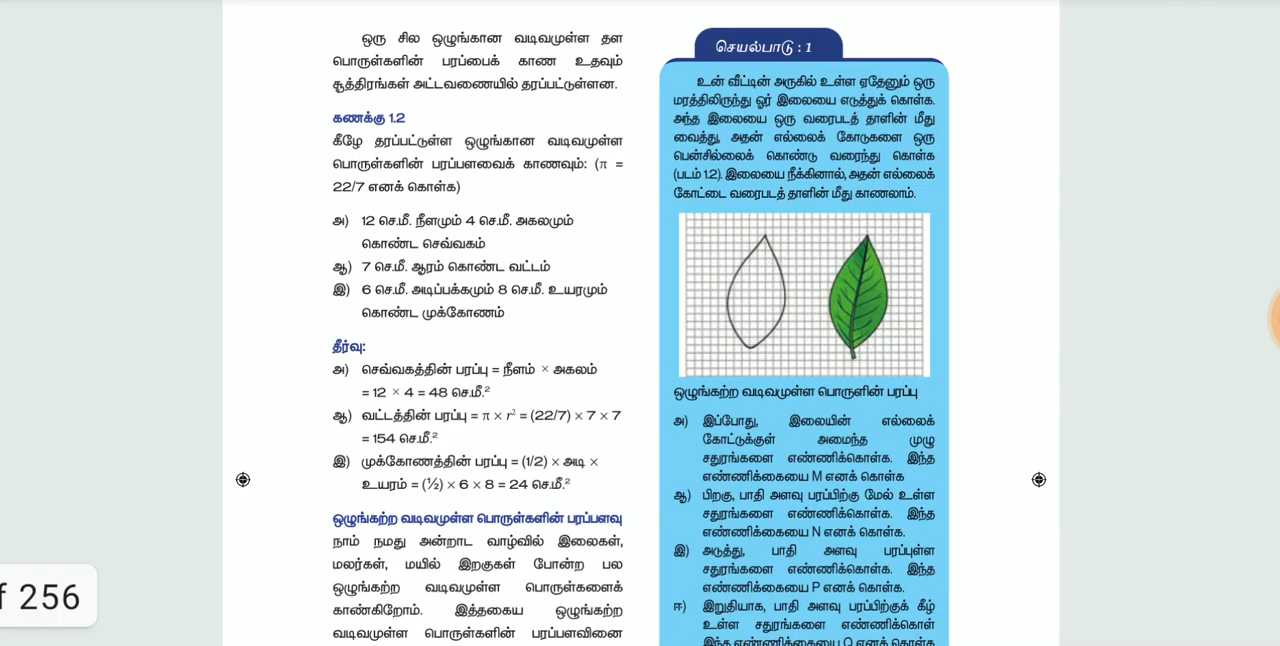 ஒரு சில ஒழுங்கான வடிவமுள்ள தள
பொருள்களின் பரப்பைக் காண உதவும்
சூத்திரங்கள் அட்டவணையில் தரப்பட்டுள்ளன.
கணக்கு 1.2
கீழே தரப்பட்டுள்ள ஒழுங்கான வடிவமுள்ள
பொருள்களின் பரப்பளவைக் காணவும்: (π =
22/7 எனக் கொள்க)
அ) 12 செ.மீ. நீளமும் 4 செ.மீ. அகலமும்
கொண்ட செவ்வகம்
ஆ) 7 செ.மீ. ஆரம் கொண்ட வட்டம்
இ) 6 செ.மீ. அடிப்பக்கமும் 8 செ.மீ. உயரமும்
கொண்ட முக்கோணம்
தீர்வு:
அ) செவ்வகத்தின் பரப்பு = நீளம் × அகலம்
= 12 × 4 = 48 செ.மீ.²
ஆ) வட்டத்தின் பரப்பு = π × r² = (22/7) × 7 × 7
= 154 செ.மீ.²
இ) முக்கோணத்தின் பரப்பு = (1/2) × அடி ×
உயரம் = (½) × 6 × 8 = 24 செ.மீ.²
ஒழுங்கற்ற வடிவமுள்ள பொருள்களின் பரப்பளவு
நாம் நமது அன்றாட வாழ்வில் இலைகள்,
மலர்கள், மயில் இறகுகள் போன்ற பல
ஒழுங்கற்ற வடிவமுள்ள பொருள்களைக்
காண்கிறோம். இத்தகைய ஒழுங்கற்ற
வடிவமுள்ள பொருள்களின் பரப்பளவினை
செயல்பாடு : 1
உன் வீட்டின் அருகில் உள்ள ஏதேனும் ஒரு
மரத்திலிருந்து ஓர் இலையை எடுத்துக் கொள்க.
அந்த இலையை ஒரு வரைபடத் தாளின் மீது
வைத்து, அதன் எல்லைக் கோடுகளை ஒரு
பென்சில்லைக் கொண்டு வரைந்து கொள்க
(படம் 1.2). இலையை நீக்கினால், அதன் எல்லைக்
கோட்டை வரைபடத் தாளின் மீது காணலாம்.
ஒழுங்கற்ற வடிவமுள்ள பொருளின் பரப்பு
அ) இப்போது, இலையின் எல்லைக்
கோட்டுக்குள் அமைந்த முழு
சதுரங்களை எண்ணிக்கொள்க. இந்த
எண்ணிக்கையை M எனக் கொள்க
ஆ) பிறகு, பாதி அளவு பரப்பிற்கு மேல் உள்ள
சதுரங்களை எண்ணிக்கொள்க. இந்த
எண்ணிக்கையை N எனக் கொள்க.
இ) அடுத்து, பாதி அளவு பரப்புள்ள
சதுரங்களை எண்ணிக்கொள்க. இந்த
எண்ணிக்கையை P எனக் கொள்க.
ஈ) இறுதியாக, பாதி அளவு பரப்பிற்குக் கீழ்
உள்ள சதுரங்களை எண்ணிக்கொள்
இந்த எண்ணிக்கையை Q எனக் கொள்க
f 256